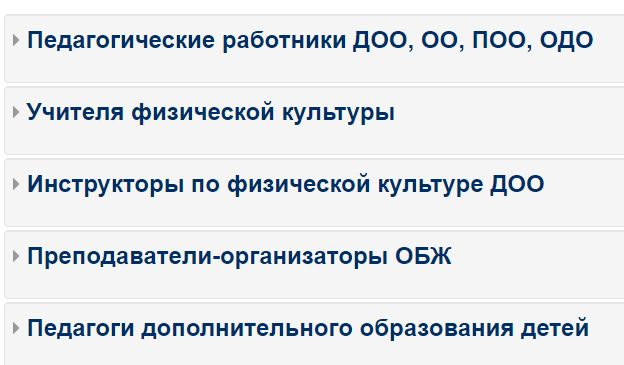 Педагогические работники ДОО, ОО, ПОО, ОДО
Учителя физической культуры
Инструкторы по физической культуре ДОО
Преподаватели-организаторы ОБЖ
Педагоги дополнительного образования детей